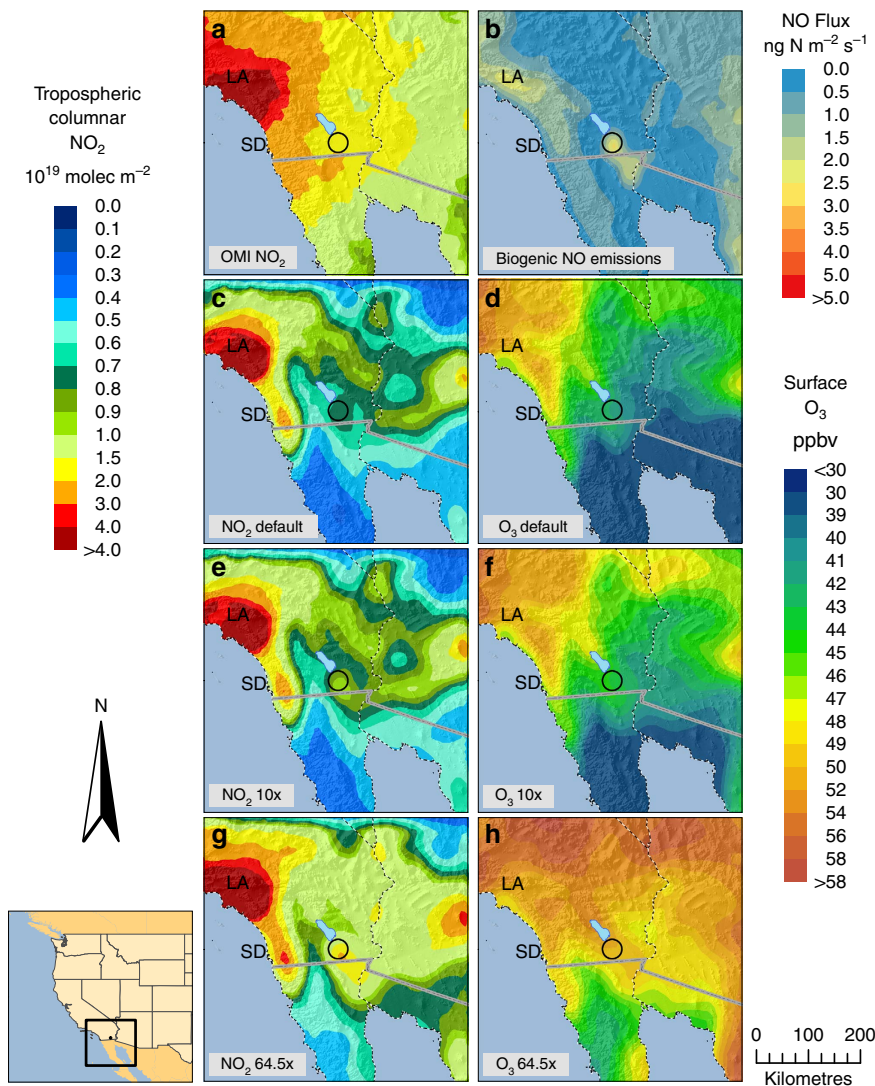 Tropospheric
columnar
NO₂
10¹⁹ molec m⁻²
0.0
0.1
0.2
0.3
0.4
0.5
0.6
0.7
0.8
0.9
1.0
1.5
2.0
3.0
4.0
>4.0
a
LA
SD
OMI NO₂
b
Biogenic NO emissions
NO Flux
ng N m⁻² s⁻¹
0.0
0.5
1.0
1.5
2.0
2.5
3.0
3.5
4.0
5.0
>5.0
c
LA
SD
NO₂ default
d
O₃ default
Surface
O₃
ppbv
<30
30
39
40
41
42
43
44
45
46
47
48
49
50
52
54
56
58
>58
e
LA
SD
NO₂ 10x
f
LA
SD
O₃ 10x
g
LA
SD
NO₂ 64.5x
h
LA
SD
O₃ 64.5x
LA
SD
LA
SD
N
0 100 200
Kilometres